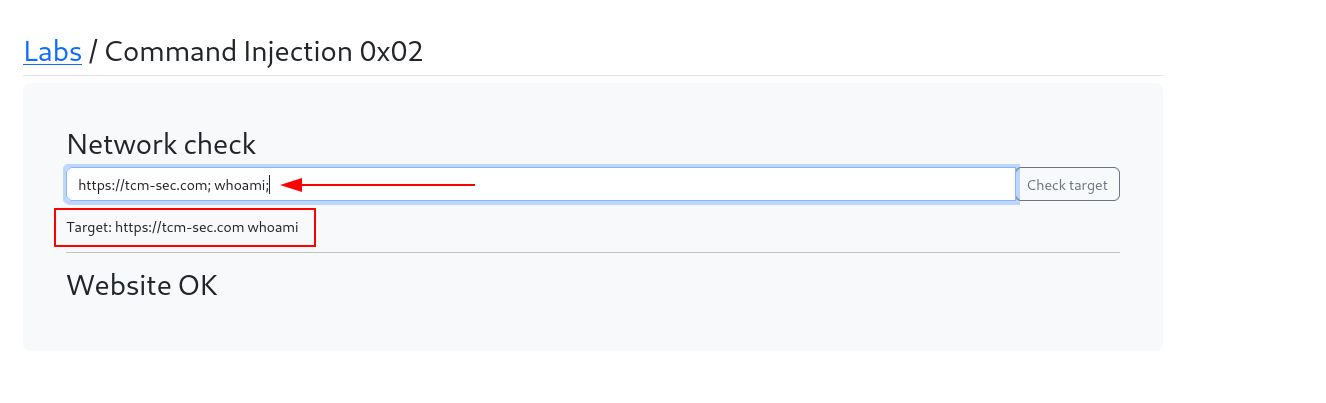 Labs / Command Injection 0x02
Network check
https://tcm-sec.com; whoami;
Check target
Target: https://tcm-sec.com whoami
Website OK